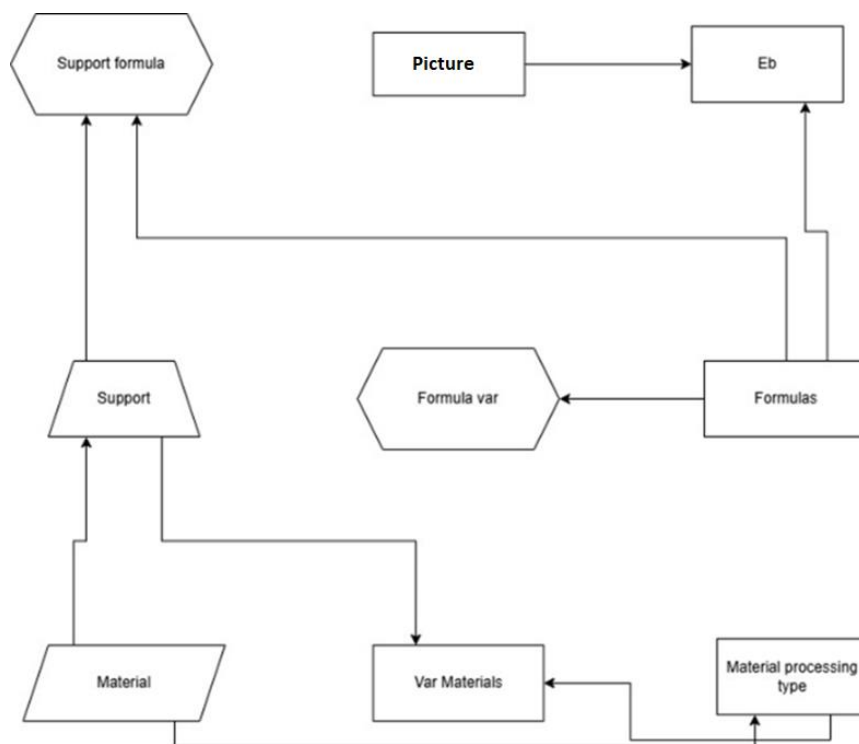 Support formula
Picture
Eb
Support
Formula var
Formulas
Material
Var Materials
Material processing
type